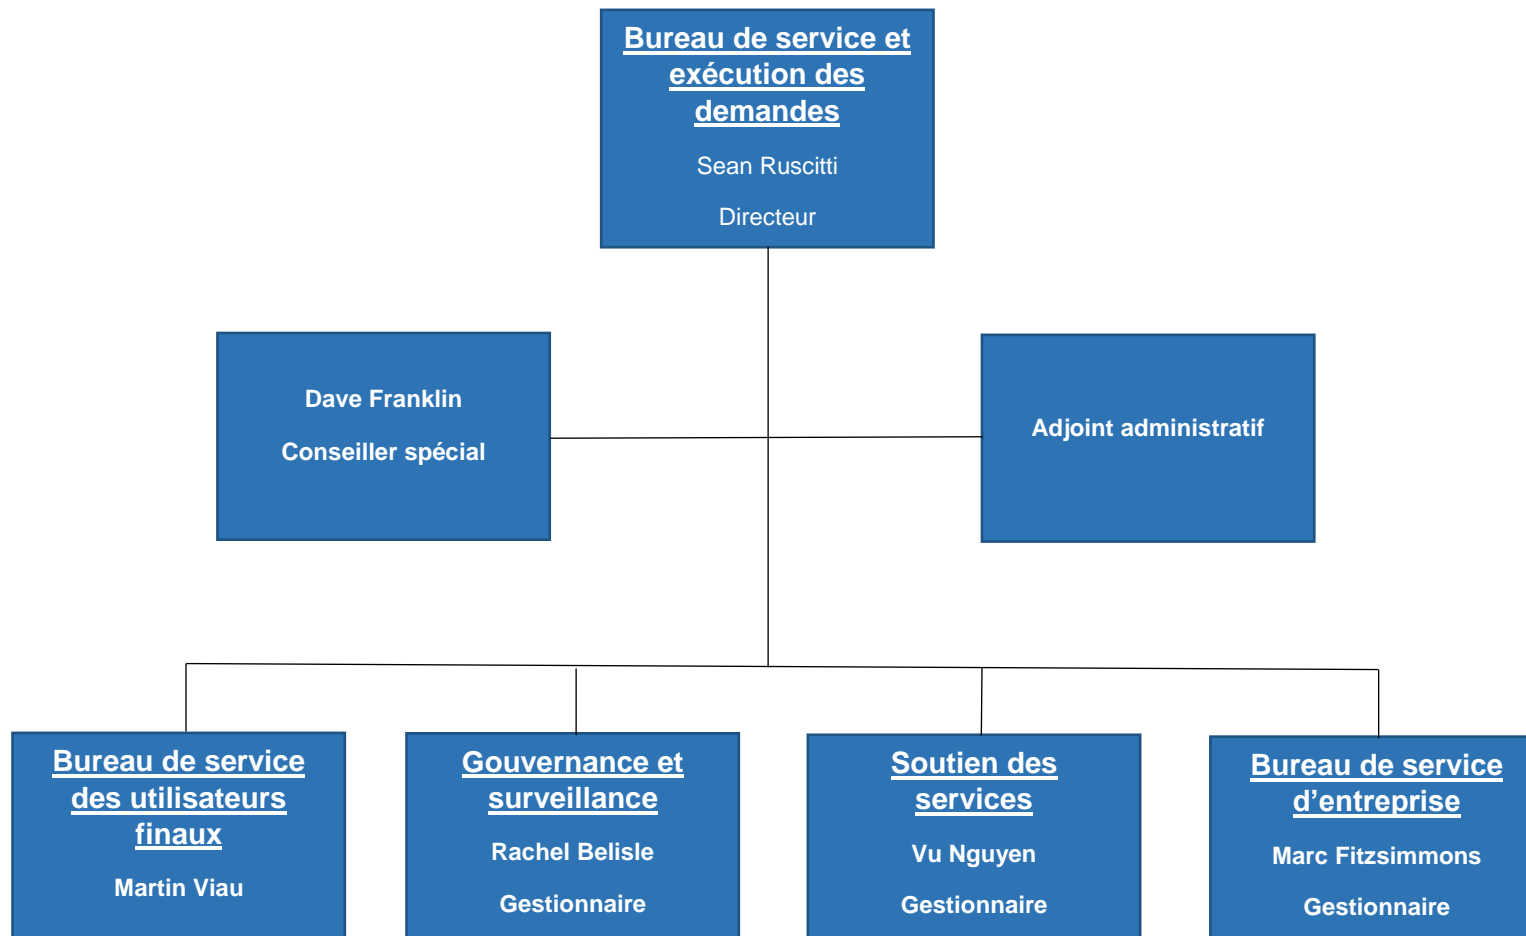 Bureau de service et
exécution des
demandes
Sean Ruscitti
Directeur
Dave Franklin
Conseiller spécial
Adjoint administratif
Bureau de service
des utilisateurs
finaux
Martin Viau
Gouvernance et
surveillance
Rachel Belisle
Gestionnaire
Soutien des
services
Vu Nguyen
Gestionnaire
Bureau de service
d’entreprise
Marc Fitzsimmons
Gestionnaire